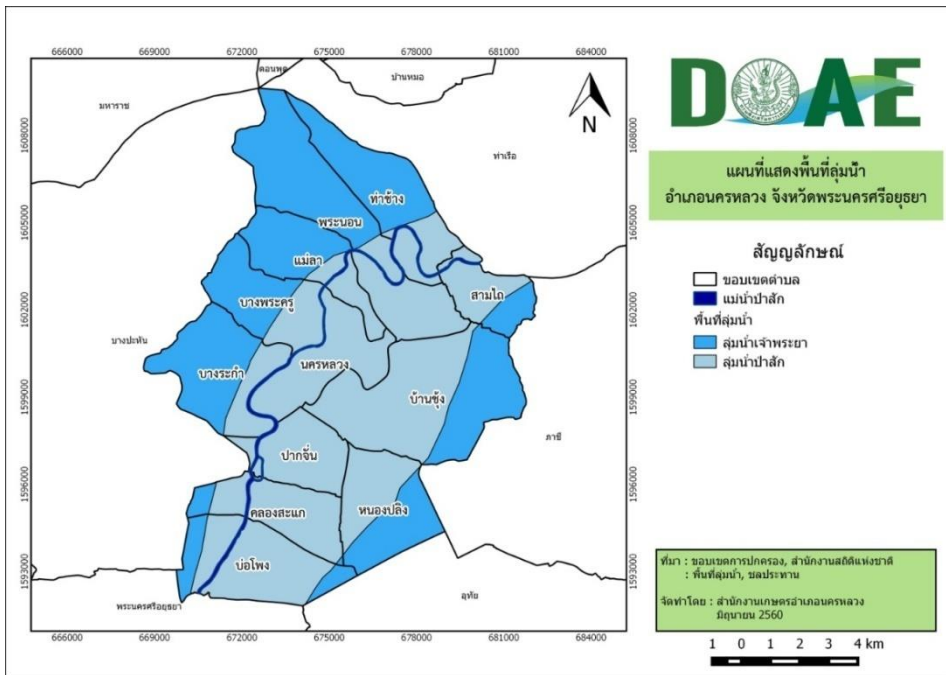 666000 669000 672000 675000 678000 681000 684000
ดอนพุด
บ้านหมอ
มหาราช
ท่าเรือ
N
1608000
1608000
ท่าช้าง
พระนอน
1605000
1605000
แม่ลา
สามไถ
บางพระครู
1602000
1602000
บางปะหัน
นครหลวง
บางระกำ
บ้านชุ้ง
1599000
1599000
ภาชี
ปากจั่น
1596000
1596000
หนองปลิง
คลองสะแก
บ่อโพง
1593000
1593000
อุทัย
พระนครศรีอยุธยา
666000 669000 672000 675000 678000 681000 684000
DOAE
แผนที่แสดงพื้นที่ลุ่มน้ำ
อำเภอนครหลวง จังหวัดพระนครศรีอยุธยา
สัญญลักษณ์
ขอบเขตตำบล
แม่น้ำป่าสัก
พื้นที่ลุ่มน้ำ
ลุ่มน้ำเจ้าพระยา
ลุ่มน้ำป่าสัก
ที่มา : ขอบเขตการปกครอง, สำนักงานสถิติแห่งชาติ
: พื้นที่ลุ่มน้ำ, ชลประทาน
จัดทำโดย : สำนักงานเกษตรอำเภอนครหลวง
มิถุนายน 2560
1 0 1 2 3 4 km